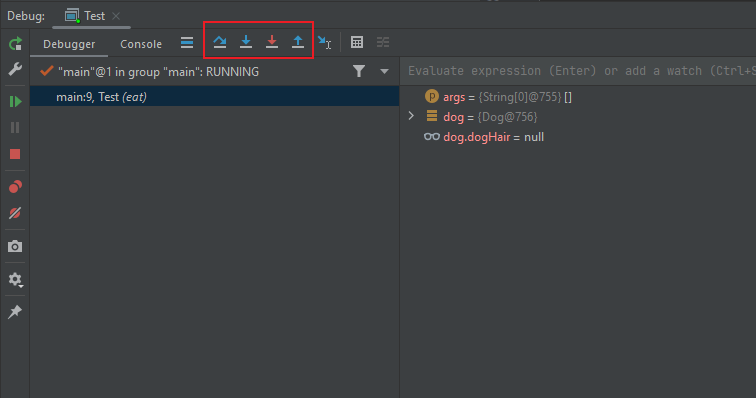 Debug:
Test
Debugger
Console
"main"@1 in group "main": RUNNING
Evaluate expression (Enter) or add a watch (Ctrl+S
main:9, Test (eat)
args = {String[0]@755} []
dog = {Dog@756}
dog.dogHair = null